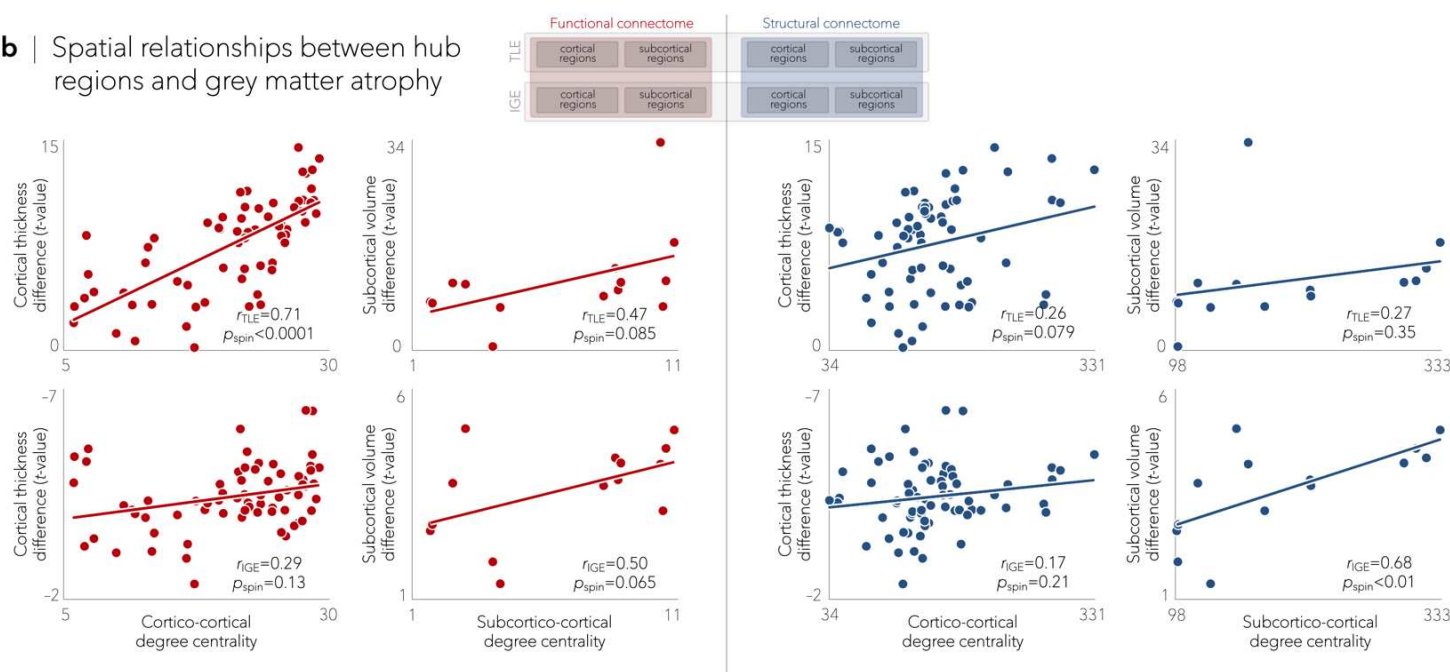 b | Spatial relationships between hub
regions and grey matter atrophy
Functional connectome
Structural connectome
TLE
cortical
regions
subcortical
regions
cortical
regions
subcortical
regions
IGE
cortical
regions
subcortical
regions
cortical
regions
subcortical
regions
Cortical thickness
difference (t-value)
15
0
5
30
rTLE=0.71
pspin<0.0001
Subcortical volume
difference (t-value)
34
0
1
11
rTLE=0.47
pspin=0.085
Cortical thickness
difference (t-value)
15
0
34
331
rTLE=0.26
pspin=0.079
Subcortical volume
difference (t-value)
34
0
98
333
rTLE=0.27
pspin=0.35
Cortical thickness
difference (t-value)
–7
–2
5
30
rIGE=0.29
pspin=0.13
Cortico-cortical
degree centrality
Subcortical volume
difference (t-value)
6
1
1
11
rIGE=0.50
pspin=0.065
Subcortico-cortical
degree centrality
Cortical thickness
difference (t-value)
–7
–2
34
331
rIGE=0.17
pspin=0.21
Cortico-cortical
degree centrality
Subcortical volume
difference (t-value)
6
1
98
333
rIGE=0.68
pspin<0.01
Subcortico-cortical
degree centrality